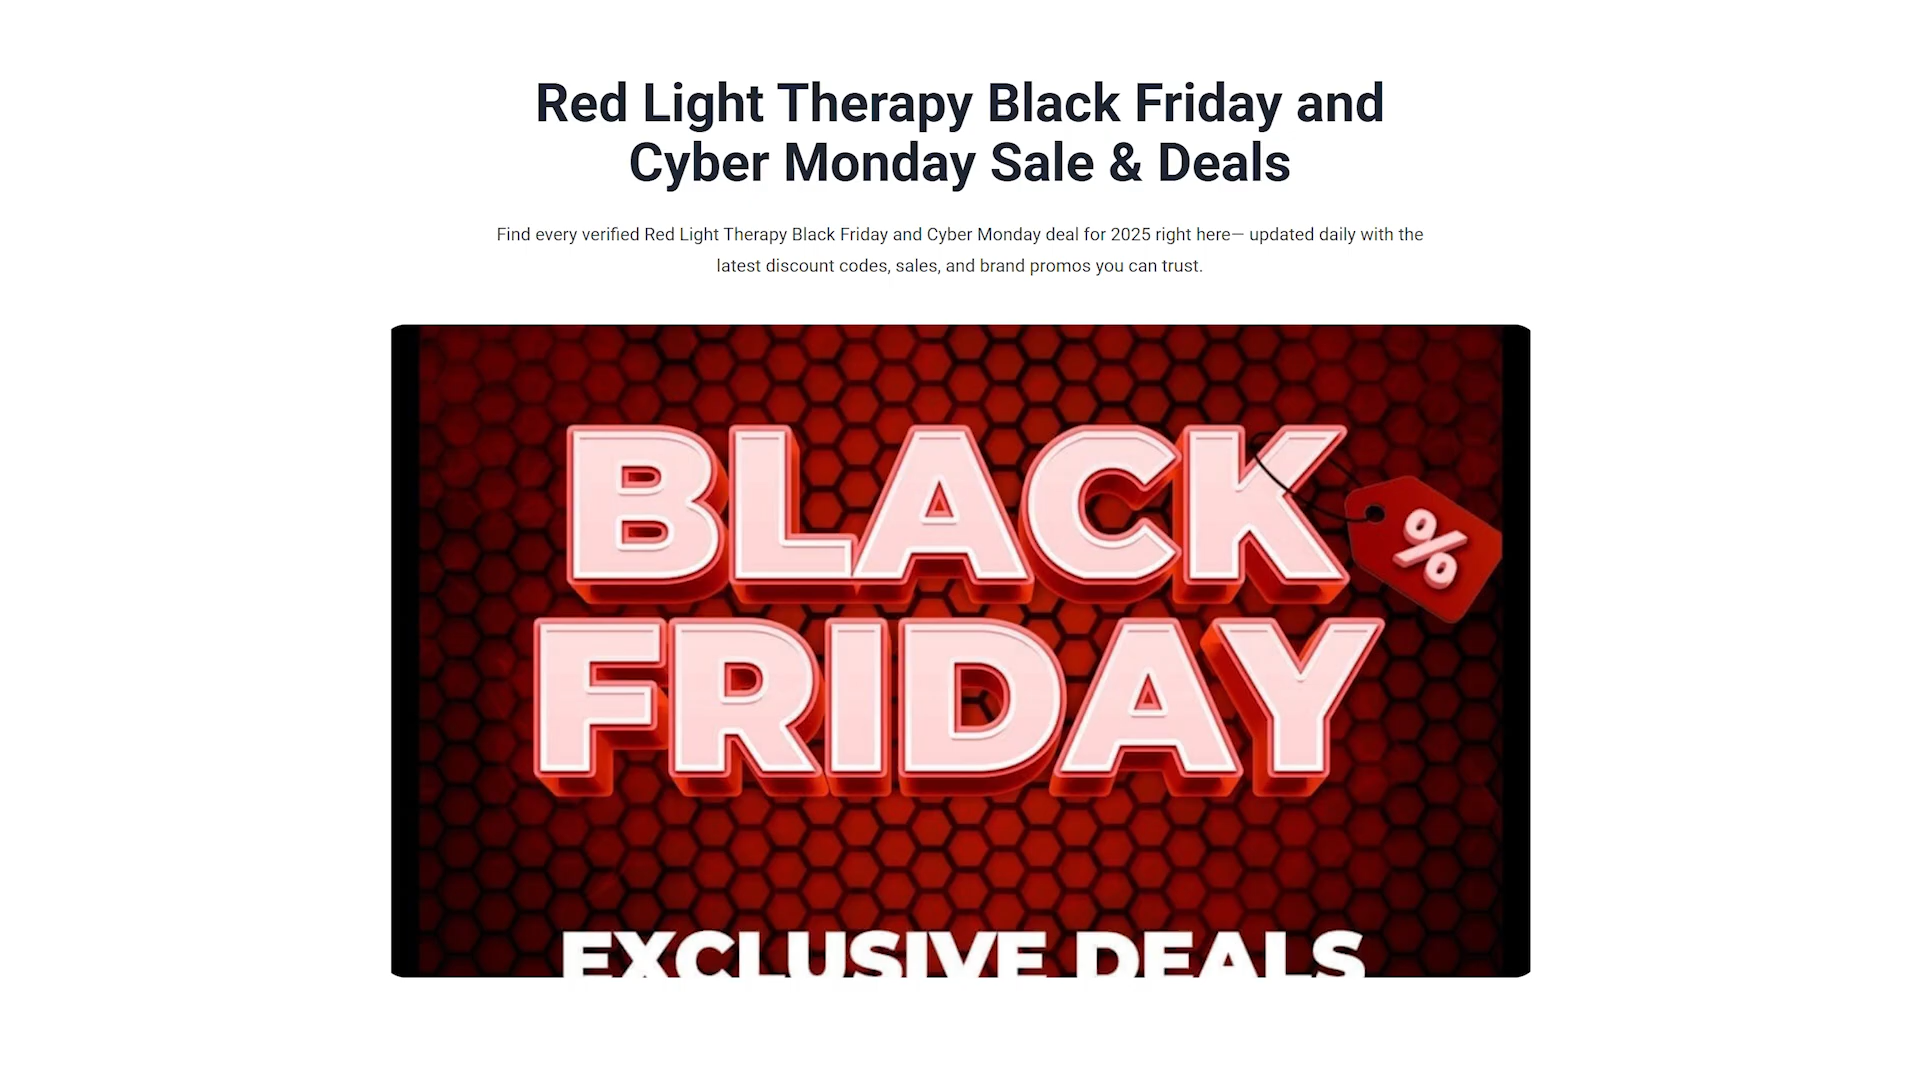 Red Light Therapy Black Friday and
Cyber Monday Sale & Deals
Find every verified Red Light Therapy Black Friday and Cyber Monday deal for 2025 right here— updated daily with the
latest discount codes, sales, and brand promos you can trust.
BLACK
%
FRIDAY
EXCLUSIVE DEALS